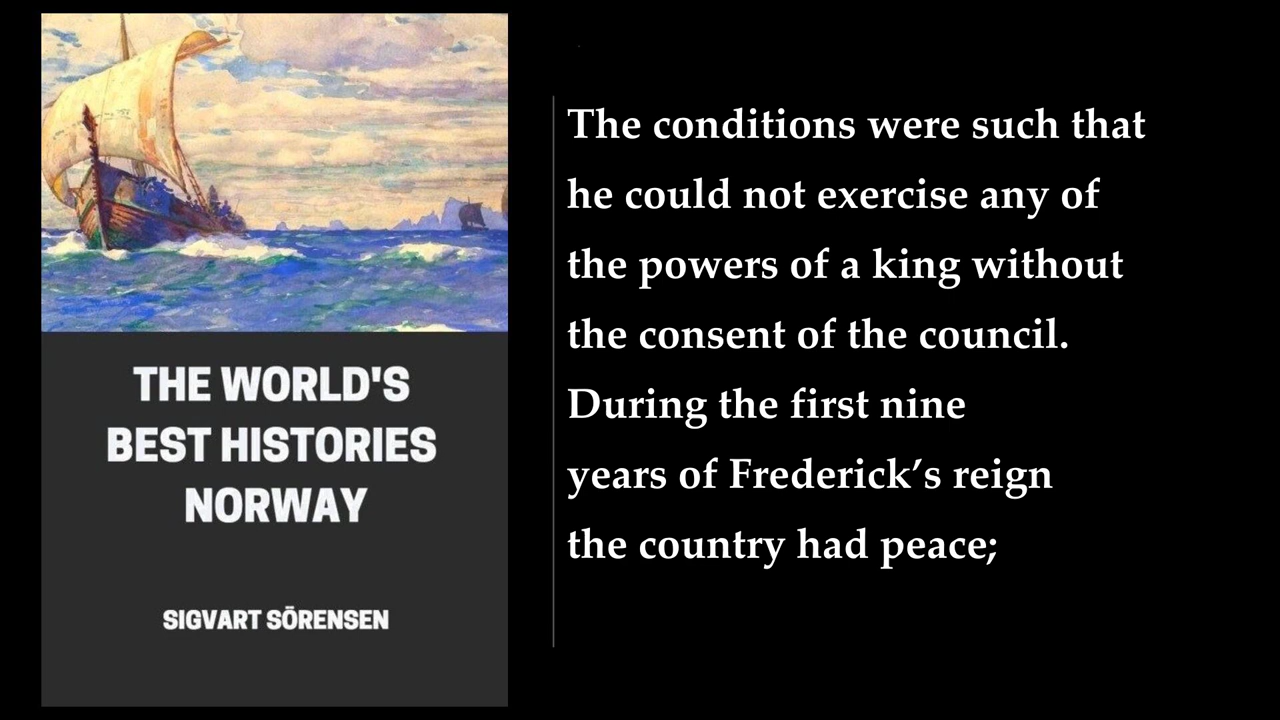 THE WORLD'S
BEST HISTORIES
NORWAY
SIGVART SÖRENSEN
The conditions were such that
he could not exercise any of
the powers of a king without
the consent of the council.
During the first nine
years of Frederick’s reign
the country had peace;